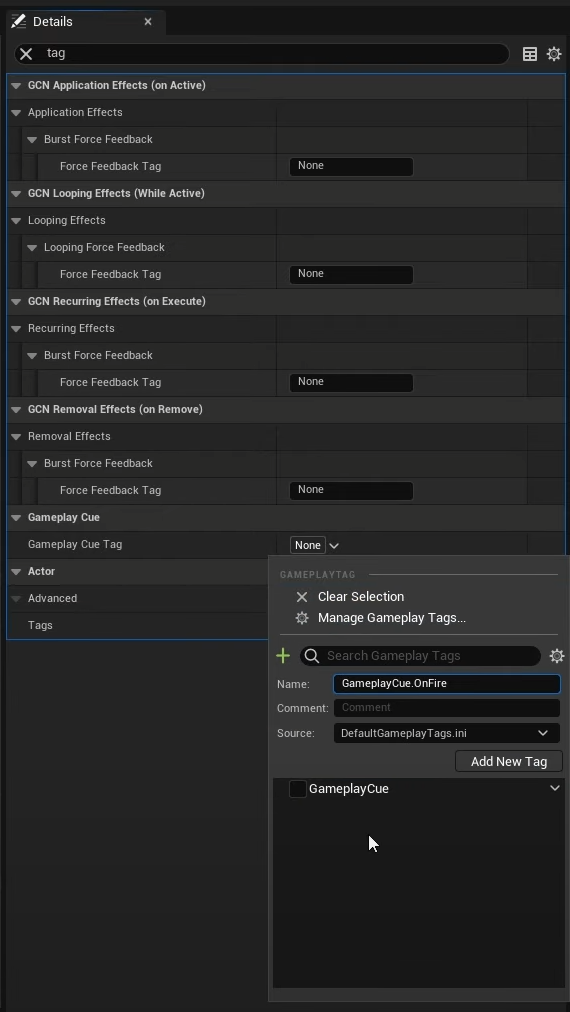 Details
tag
GCN Application Effects (on Active)
Application Effects
Burst Force Feedback
Force Feedback Tag None
GCN Looping Effects (While Active)
Looping Effects
Looping Force Feedback
Force Feedback Tag None
GCN Recurring Effects (on Execute)
Recurring Effects
Burst Force Feedback
Force Feedback Tag None
GCN Removal Effects (on Remove)
Removal Effects
Burst Force Feedback
Force Feedback Tag None
Gameplay Cue
Gameplay Cue Tag None
Actor
Advanced
Tags
GAMEPLAYTAG
Clear Selection
Manage Gameplay Tags...
Search Gameplay Tags
Name: GameplayCue.OnFire
Comment: Comment
Source: DefaultGameplayTags.ini
Add New Tag
GameplayCue